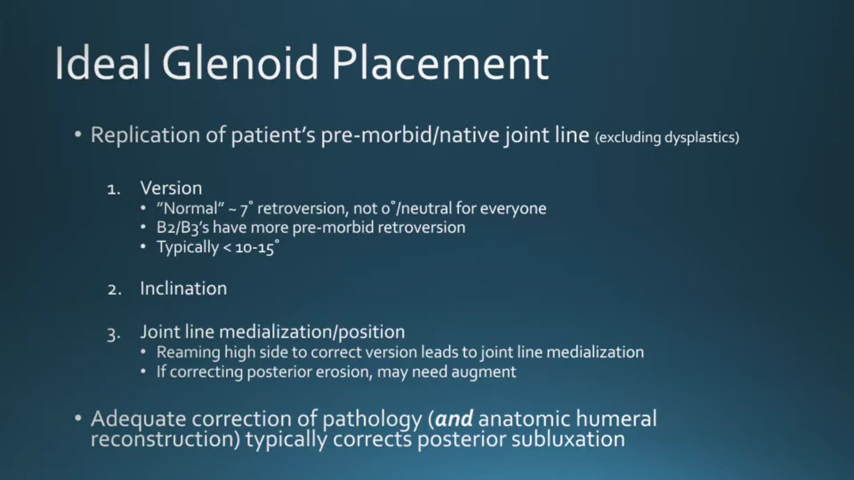 Ideal Glenoid Placement
• Replication of patient's pre-morbid/native joint line (excluding dysplastics)
1. Version
• "Normal" ~ 7˚ retroversion, not 0˚/neutral for everyone
• B2/B3's have more pre-morbid retroversion
• Typically < 10-15˚
2. Inclination
3. Joint line medialization/position
• Reaming high side to correct version leads to joint line medialization
• If correcting posterior erosion, may need augment
• Adequate correction of pathology (and anatomic humeral
reconstruction) typically corrects posterior subluxation